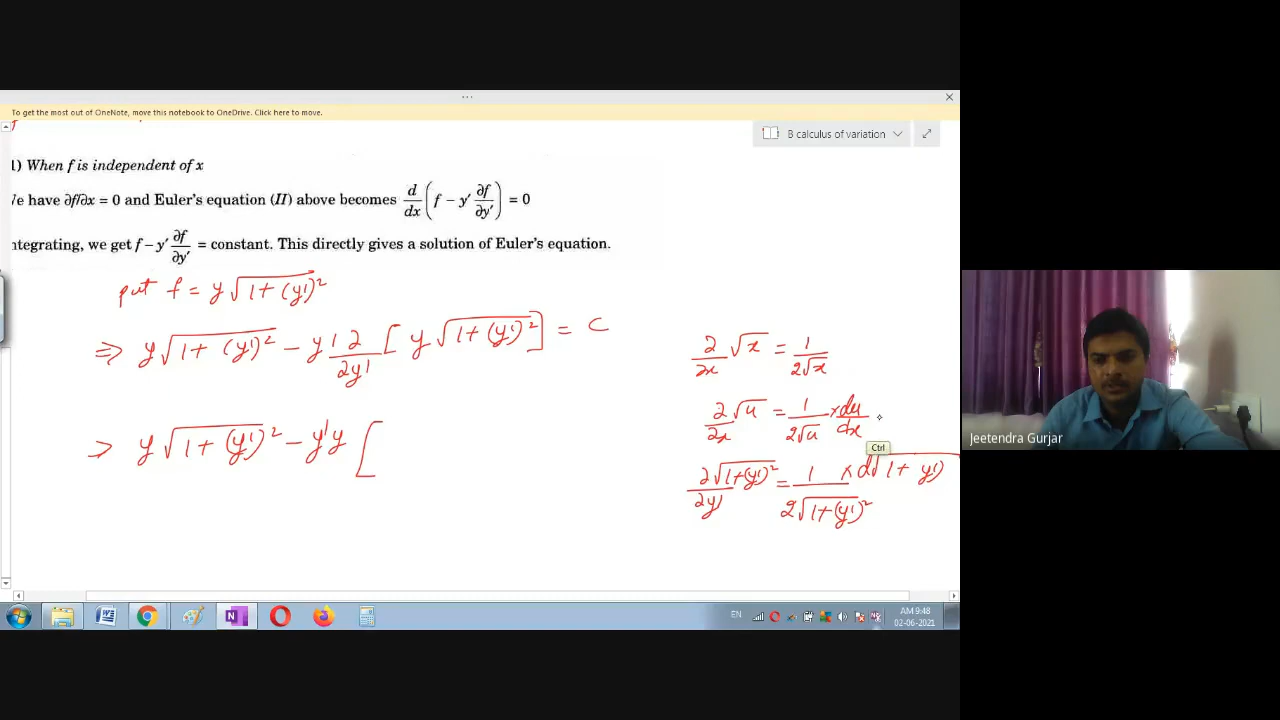 To get the most out of OneNote, move this notebook to OneDrive. Click here to move.
B calculus of variation
1) When f is independent of x
We have ∂f/∂x = 0 and Euler's equation (II) above becomes d/dx (f − y′ ∂f/∂y′) = 0
ntegrating, we get f − y′ ∂f/∂y′ = constant. This directly gives a solution of Euler's equation.
put f = y√(1 + (y′)²)
⇒ y√(1 + (y′)²) − y′ ∂/∂y′ [ y√(1 + (y′)²) ] = c
∂/∂x √x = 1/(2√x)
∂/∂x √u = 1/(2√u) × du/dx
Ctrl
⇒ y√(1 + (y′)²) − y′y [
∂√(1+(y′)²)/∂y′ = 1/(2√(1+(y′)²)) × d√(1 + y′)
Jeetendra Gurjar
EN
AM 9:48
02-06-2021